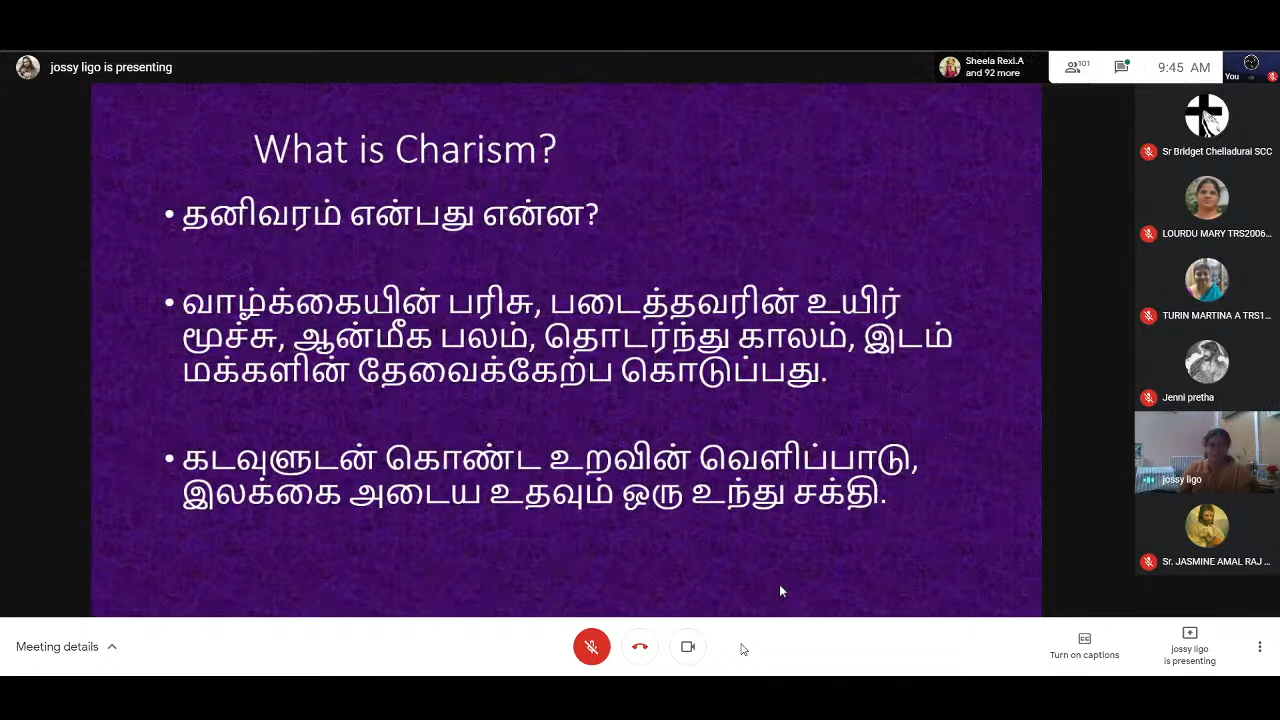 jossy ligo is presenting
Sheela Rexi.A
and 92 more
101
9:45 AM
You
What is Charism?
• தனிவரம் என்பது என்ன?
• வாழ்க்கையின் பரிசு, படைத்தவரின் உயிர்
மூச்சு, ஆன்மீக பலம், தொடர்ந்து காலம், இடம்
மக்களின் தேவைக்கேற்ப கொடுப்பது.
• கடவுளுடன் கொண்ட உறவின் வெளிப்பாடு,
இலக்கை அடைய உதவும் ஒரு உந்து சக்தி.
Sr Bridget Chelladurai SCC
LOURDU MARY TRS2006...
TURIN MARTINA A TRS1...
Jenni pretha
jossy ligo
Sr. JASMINE AMAL RAJ ...
Meeting details
Turn on captions
jossy ligo
is presenting